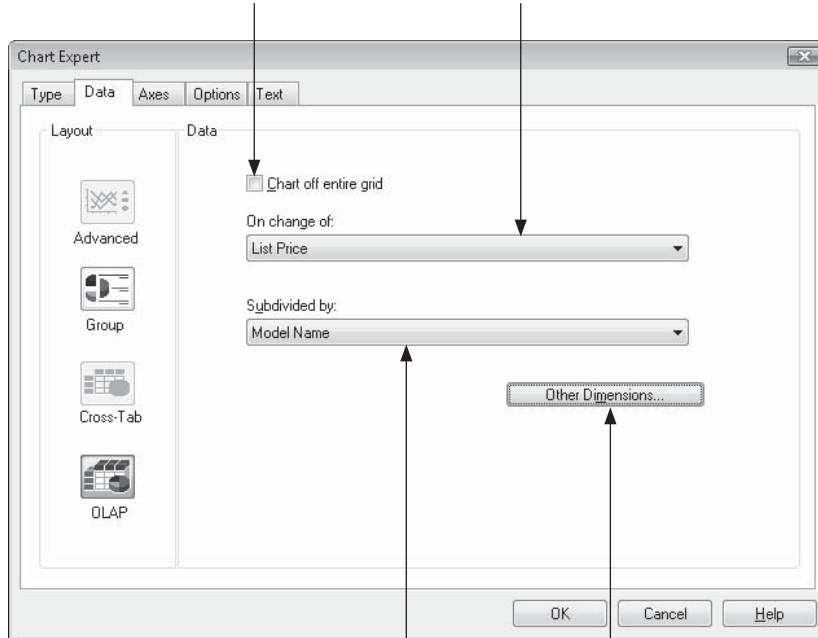 Chart Expert
Type Data Axes Options Text
Layout
Data
Advanced
Group
Cross-Tab
OLAP
Chart off entire grid
On change of:
List Price
Subdivided by:
Model Name
Other Dimensions...
OK Cancel Help